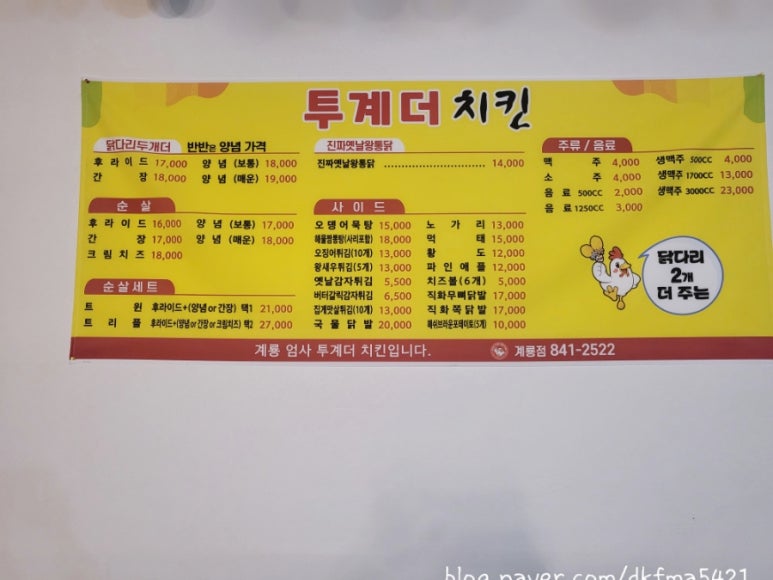 투계더 치킨
닭다리두개더 반반은 양념 가격
후라이드 17,000 양념 (보통) 18,000
간장 18,000 양념 (매운) 19,000
순살
후라이드 16,000 양념 (보통) 17,000
간장 17,000 양념 (매운) 18,000
크림치즈 18,000
순살세트
트윈 후라이드+(양념 or 간장) 택1 21,000
트리플 후라이드+(양념 or 간장 or 크림치즈) 택2 27,000
진짜옛날왕통닭
진짜옛날왕통닭 14,000
사이드
오뎅어묵탕 15,000 노가리 13,000
해물짬뽕탕(사리포함) 18,000 먹태 15,000
오징어튀김(10개) 13,000 황도 12,000
왕새우튀김(5개) 13,000 파인애플 12,000
옛날감자튀김 5,500 치즈볼(6개) 5,000
버터갈릭감자튀김 6,500 직화무뼈닭발 17,000
집게맛살튀김(10개) 13,000 직화쪽닭발 17,000
국물닭발 20,000 해쉬브라운포테이토(5개) 10,000
주류 / 음료
맥주 4,000 생맥주 500CC 4,000
소주 4,000 생맥주 1700CC 13,000
음료 500CC 2,000 생맥주 3000CC 23,000
음료 1250CC 3,000
닭다리
2개
더 주는
계룡 엄사 투계더 치킨입니다. 계룡점 841-2522
blog.naver.com/dkfma5421